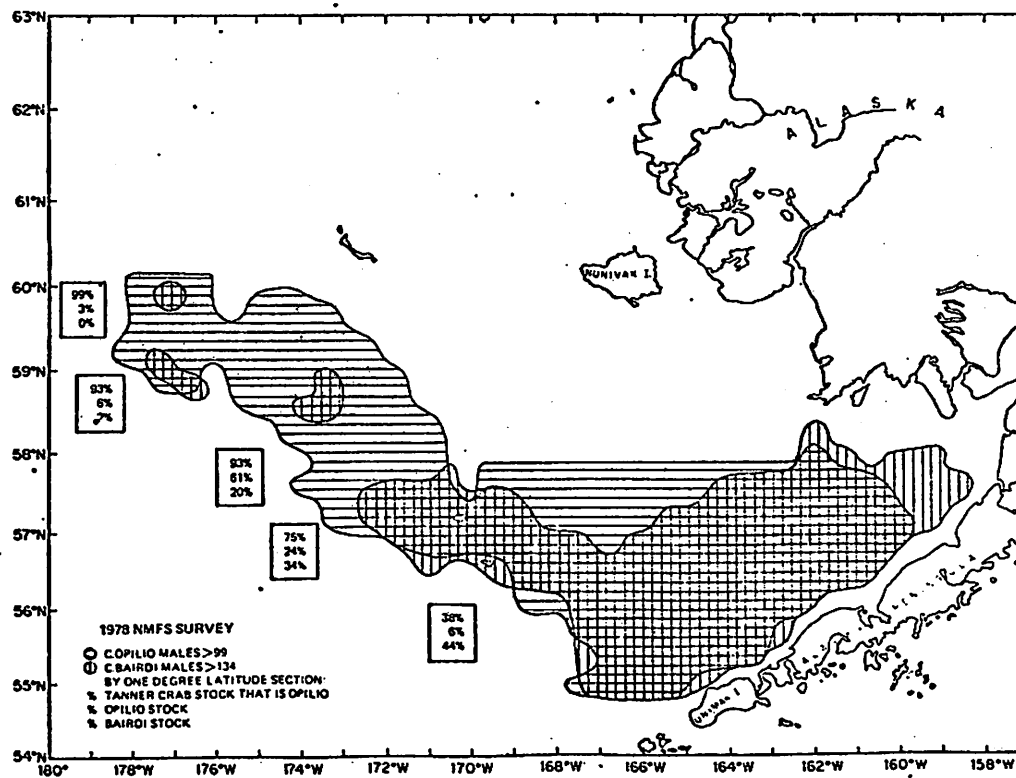 63°N
62°N
61°N
60°N
59°N
58°N
57°N
56°N
55°N
54°N
ALASKA
NUNIVAK I.
99%
3%
0%
93%
6%
93%
61%
20%
75%
24%
34%
38%
6%
44%
1978 NMFS SURVEY
C.OPILIO MALES>99
C.BAIRDI MALES>134
BY ONE DEGREE LATITUDE SECTION:
% TANNER CRAB STOCK THAT IS OPILIO
% OPILIO STOCK
% BAIRDI STOCK
UNIMAK I.
180° 178°W 176°W 174°W 172°W 170°W 168°W 166°W 164°W 162°W 160°W 158°W